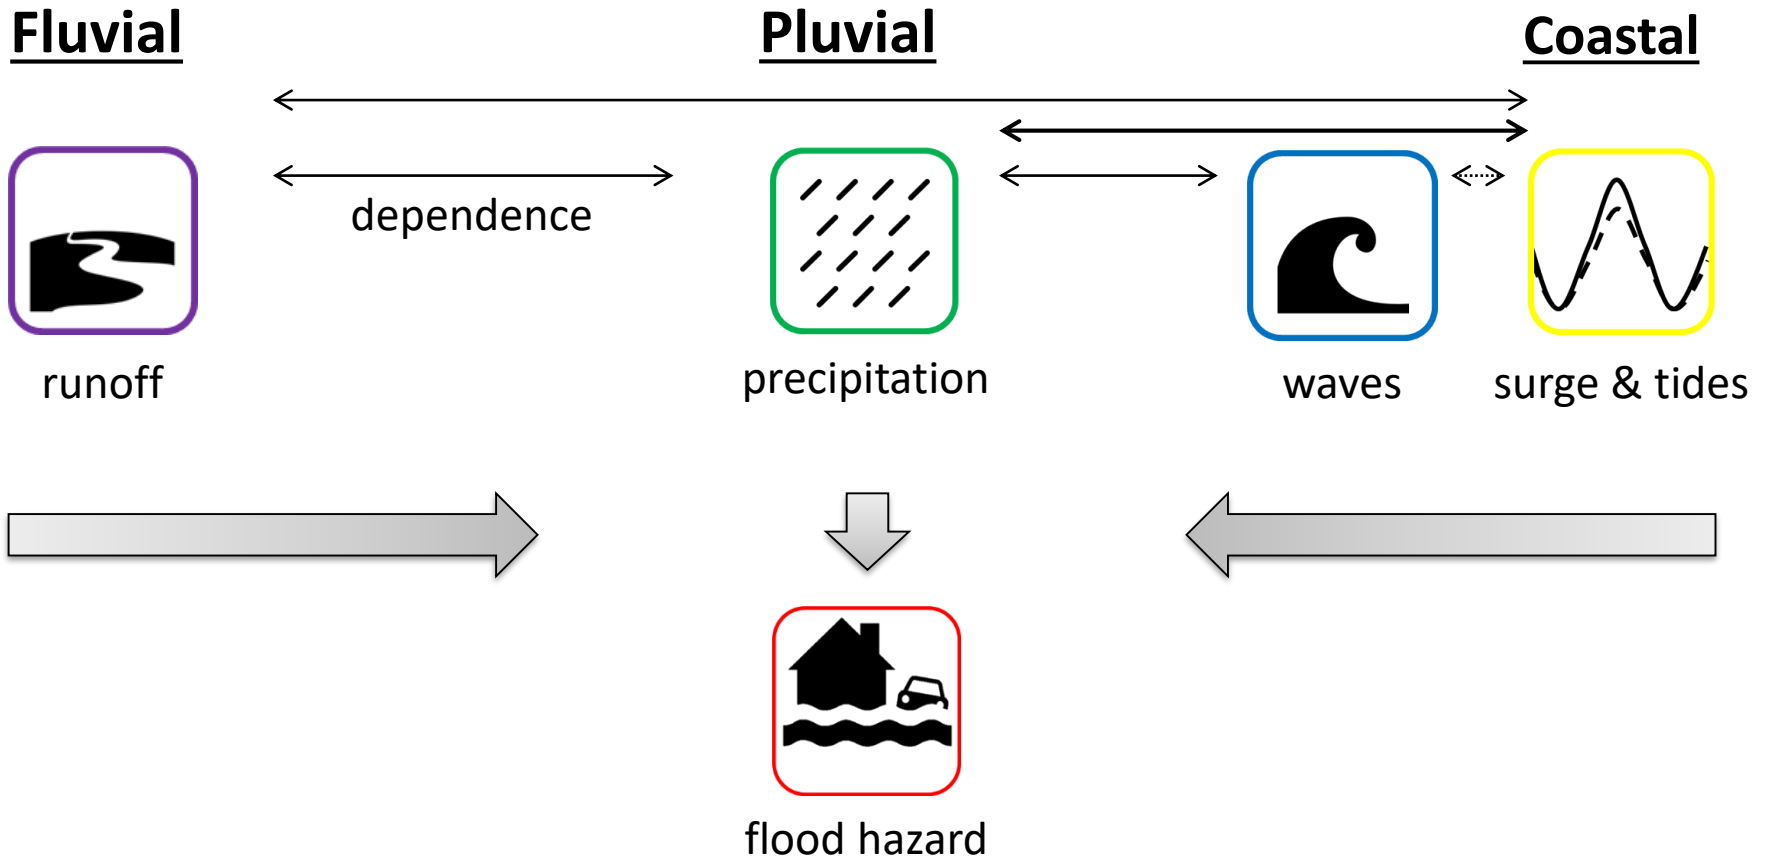 Fluvial
Pluvial
Coastal
dependence
runoff
precipitation
waves
surge & tides
flood hazard